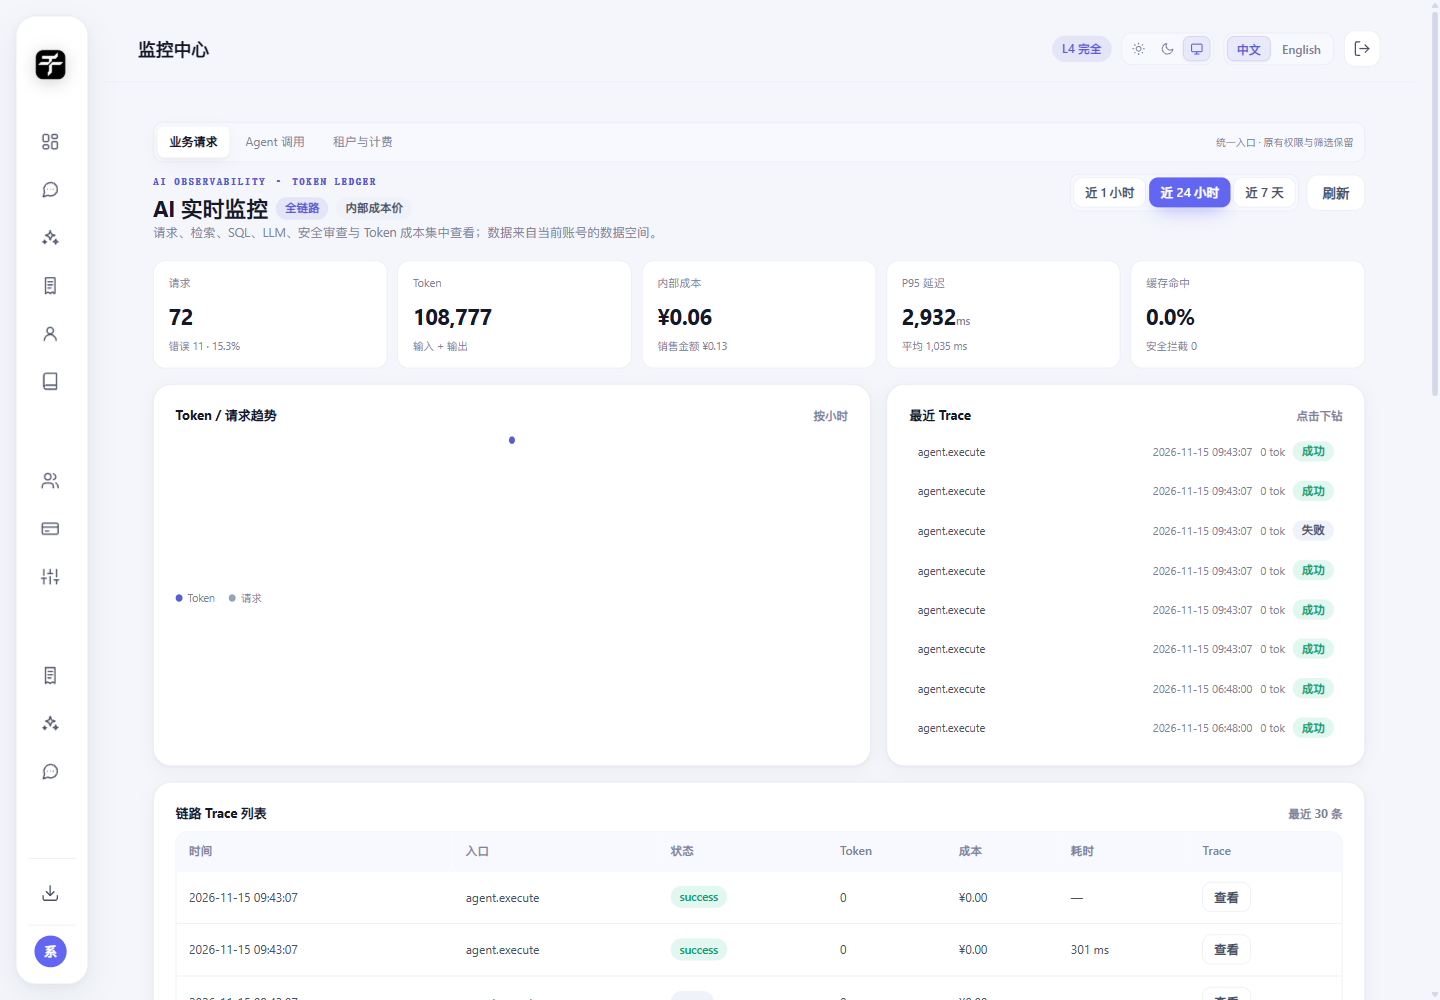 监控中心
L4 完全
中文
English
业务请求
Agent 调用
租户与计费
统一入口 · 原有权限与筛选保留
AI OBSERVABILITY - TOKEN LEDGER
AI 实时监控
全链路
内部成本价
请求、检索、SQL、LLM、安全审查与 Token 成本集中查看；数据来自当前账号的数据空间。
近 1 小时
近 24 小时
近 7 天
刷新
请求
72
错误 11 · 15.3%
Token
108,777
输入 + 输出
内部成本
¥0.06
销售金额 ¥0.13
P95 延迟
2,932ms
平均 1,035 ms
缓存命中
0.0%
安全拦截 0
Token / 请求趋势
按小时
Token
请求
最近 Trace
点击下钻
agent.execute 2026-11-15 09:43:07 0 tok 成功
agent.execute 2026-11-15 09:43:07 0 tok 成功
agent.execute 2026-11-15 09:43:07 0 tok 失败
agent.execute 2026-11-15 09:43:07 0 tok 成功
agent.execute 2026-11-15 09:43:07 0 tok 成功
agent.execute 2026-11-15 09:43:07 0 tok 成功
agent.execute 2026-11-15 06:48:00 0 tok 成功
agent.execute 2026-11-15 06:48:00 0 tok 成功
链路 Trace 列表
最近 30 条
时间 入口 状态 Token 成本 耗时 Trace
2026-11-15 09:43:07 agent.execute success 0 ¥0.00 — 查看
2026-11-15 09:43:07 agent.execute success 0 ¥0.00 301 ms 查看
系